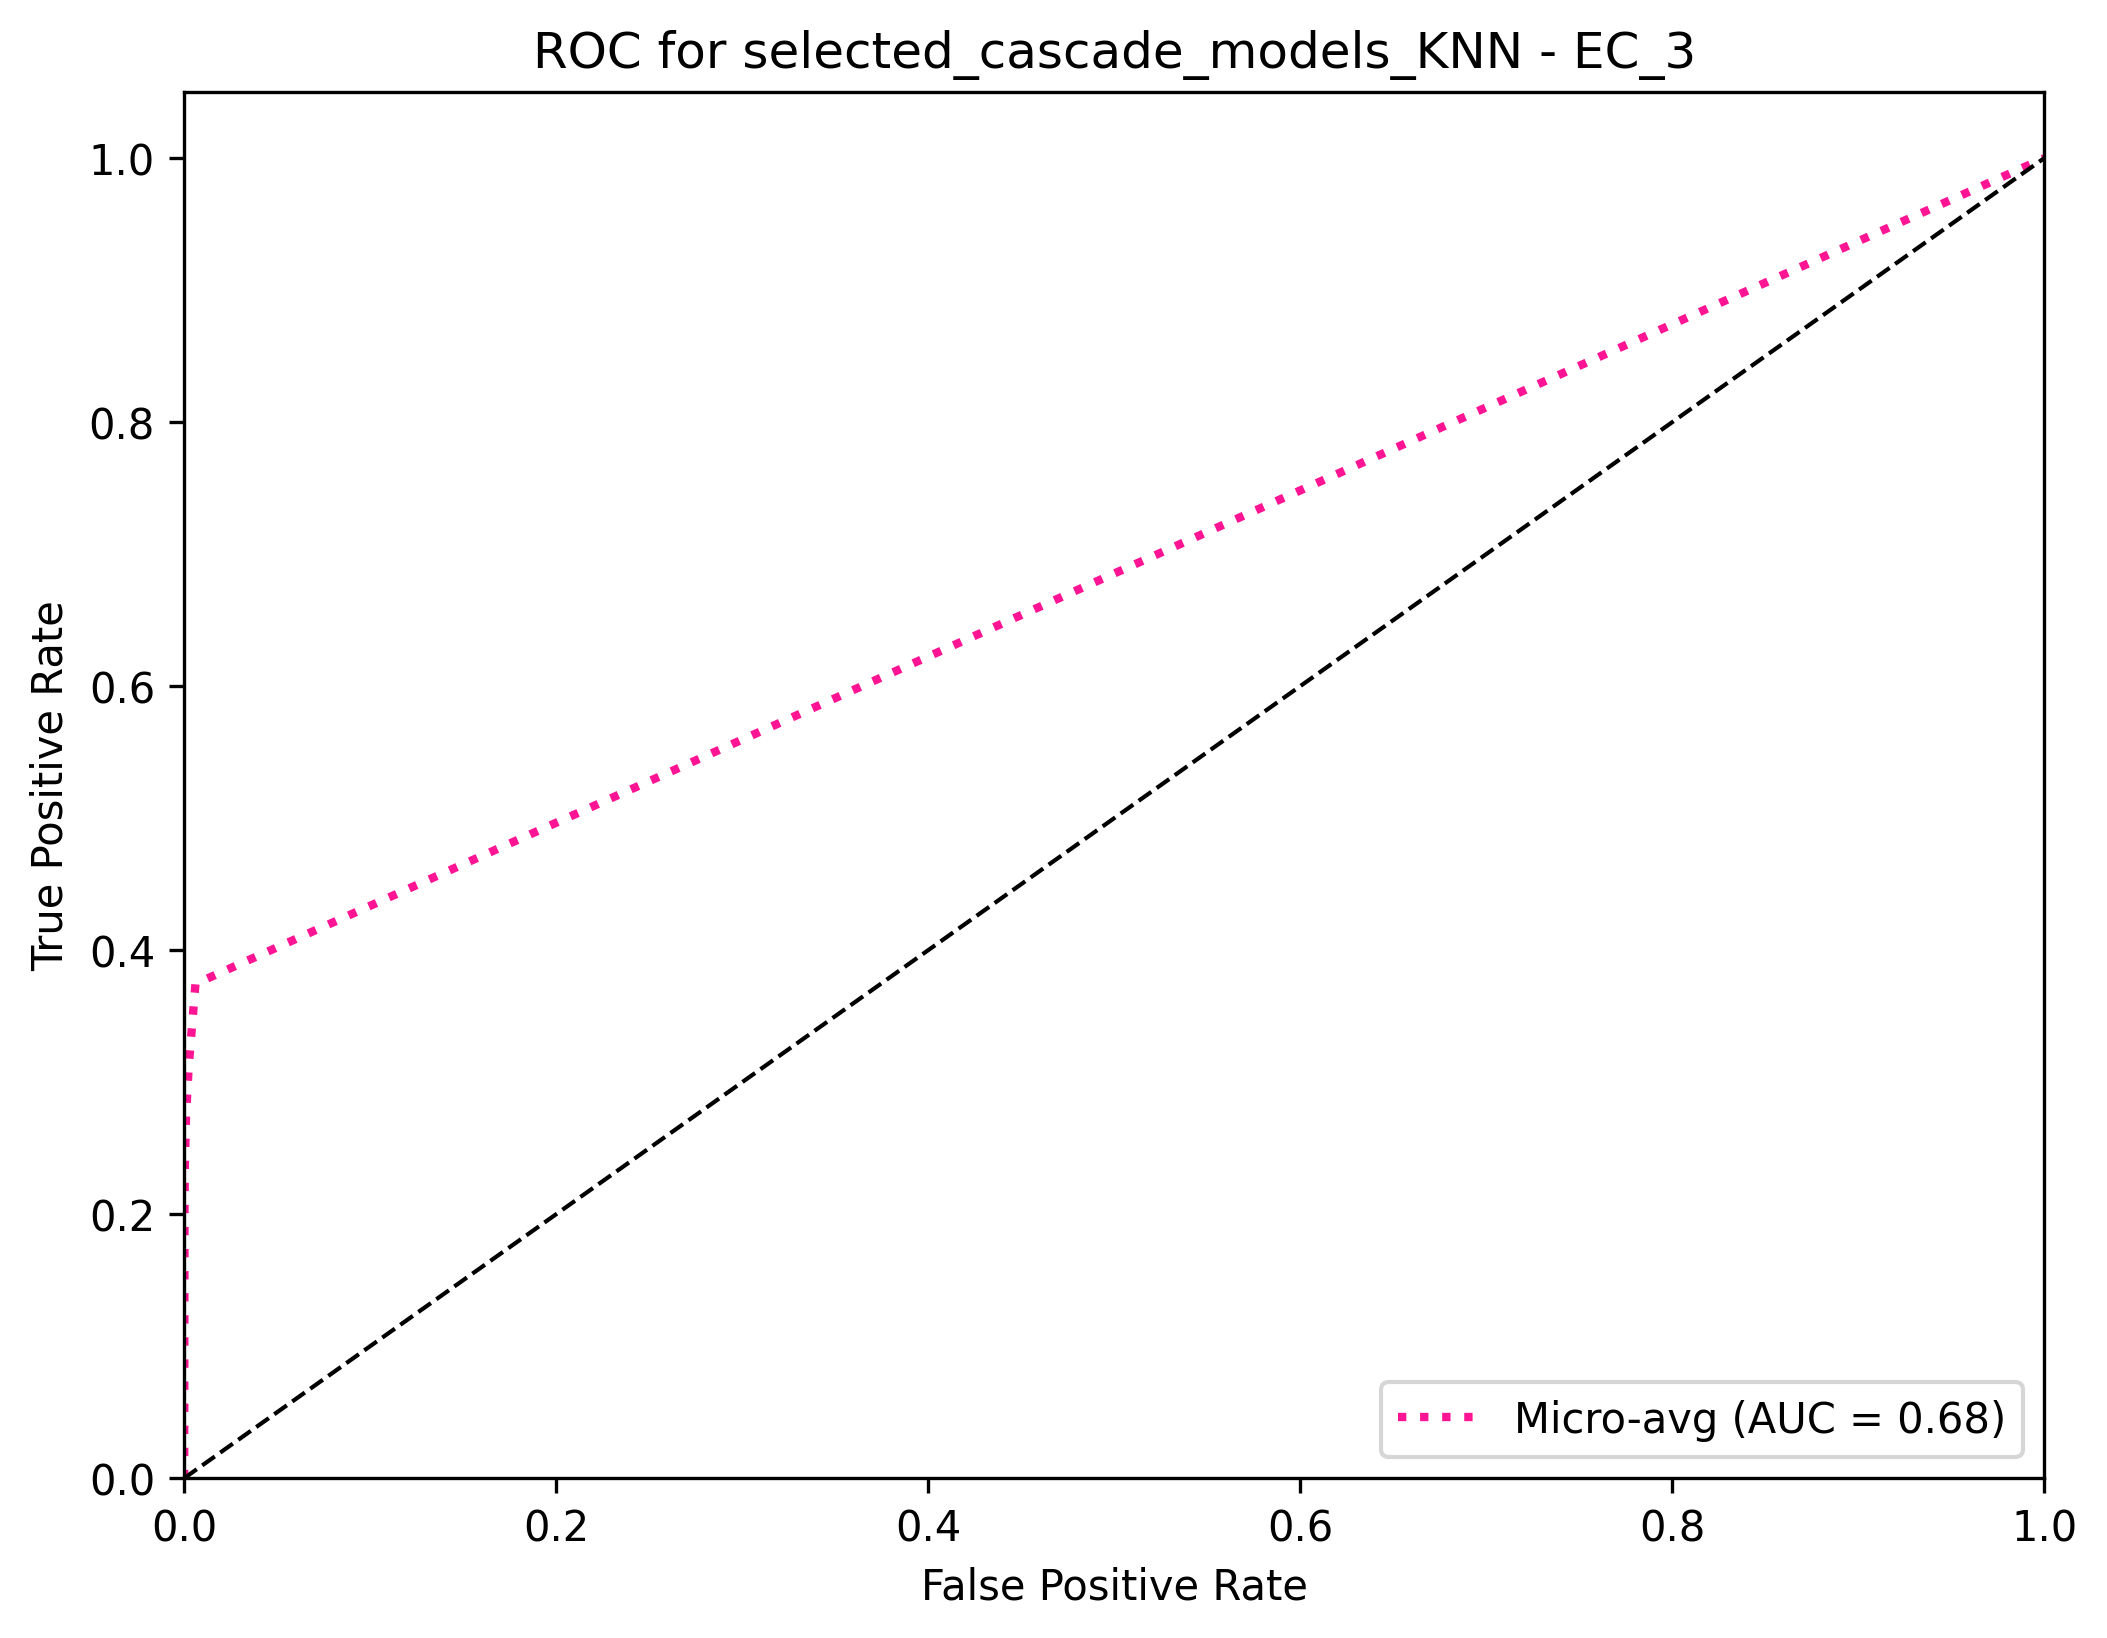 ROC for selected_cascade_models_KNN - EC_3
1.0
0.8
0.6
0.4
0.2
0.0
True Positive Rate
Micro-avg (AUC = 0.68)
0.0 0.2 0.4 0.6 0.8 1.0
False Positive Rate